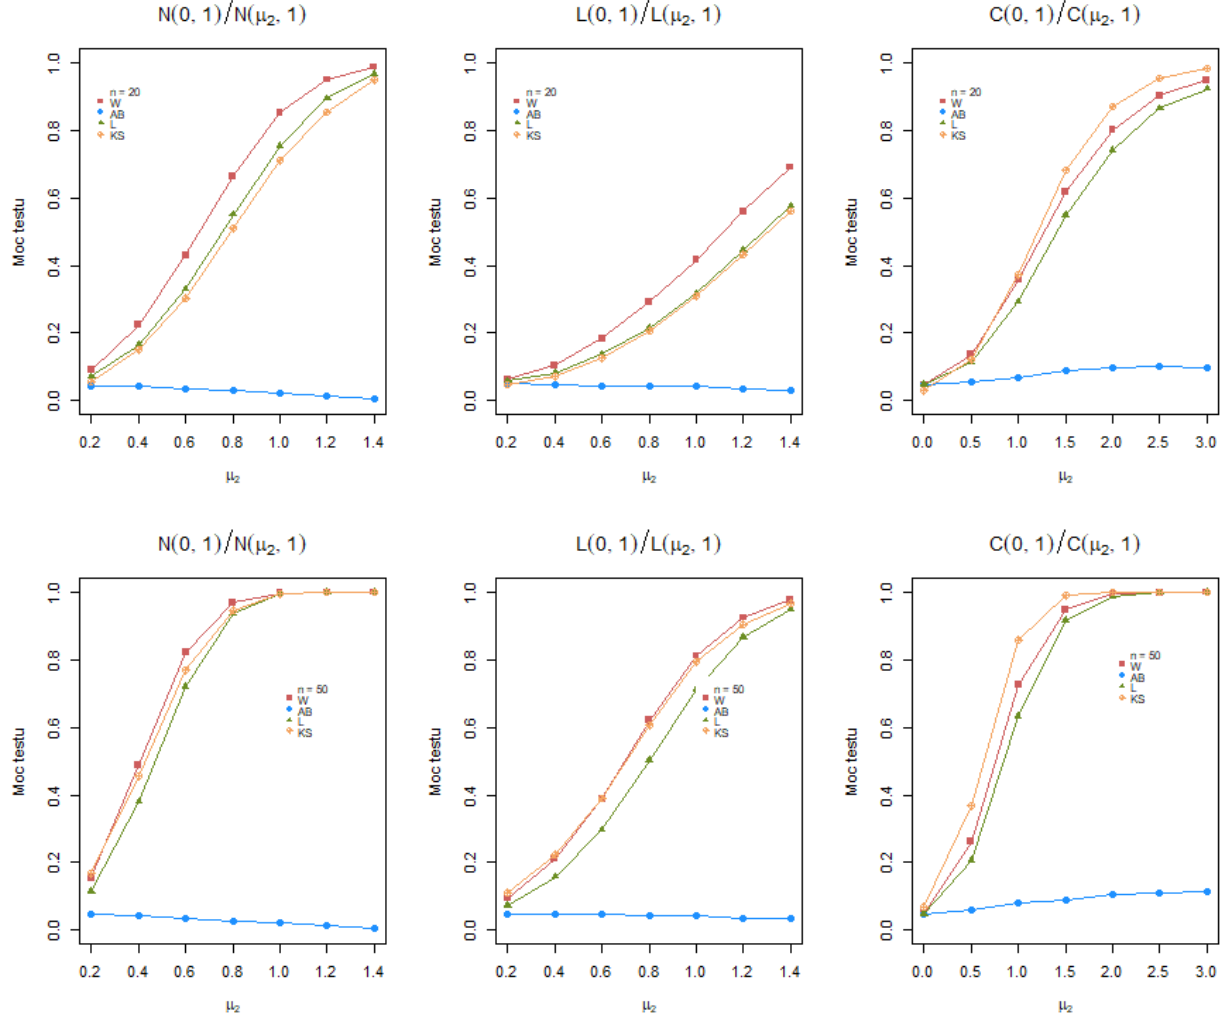 N(0, 1)/N(μ₂, 1)
1.0
0.8
0.6
0.4
0.2
0.0
Moc testu
n = 20
W
AB
L
KS
0.2 0.4 0.6 0.8 1.0 1.2 1.4
μ₂
L(0, 1)/L(μ₂, 1)
1.0
0.8
0.6
0.4
0.2
0.0
Moc testu
n = 20
W
AB
L
KS
0.2 0.4 0.6 0.8 1.0 1.2 1.4
μ₂
C(0, 1)/C(μ₂, 1)
1.0
0.8
0.6
0.4
0.2
0.0
Moc testu
n = 20
W
AB
L
KS
0.0 0.5 1.0 1.5 2.0 2.5 3.0
μ₂
N(0, 1)/N(μ₂, 1)
1.0
0.8
0.6
0.4
0.2
0.0
Moc testu
n = 50
W
AB
L
KS
0.2 0.4 0.6 0.8 1.0 1.2 1.4
μ₂
L(0, 1)/L(μ₂, 1)
1.0
0.8
0.6
0.4
0.2
0.0
Moc testu
n = 50
W
AB
L
KS
0.2 0.4 0.6 0.8 1.0 1.2 1.4
μ₂
C(0, 1)/C(μ₂, 1)
1.0
0.8
0.6
0.4
0.2
0.0
Moc testu
n = 50
W
AB
L
KS
0.0 0.5 1.0 1.5 2.0 2.5 3.0
μ₂